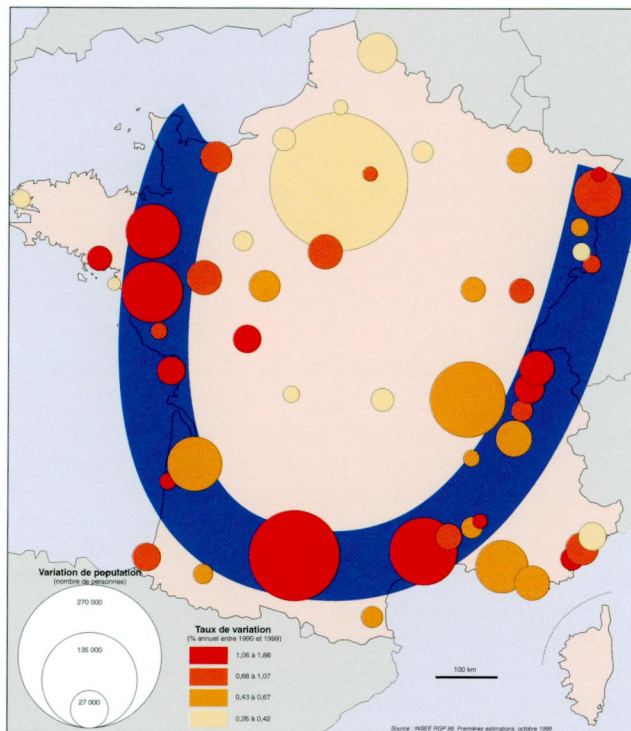 Variation de population
(nombre de personnes)
270 000
135 000
27 000
Taux de variation
(% annuel entre 1990 et 1999)
1,08 à 1,86
0,68 à 1,07
0,43 à 0,67
0,26 à 0,42
100 km
Source : INSEE RGP 99. Premières estimations, octobre 1999